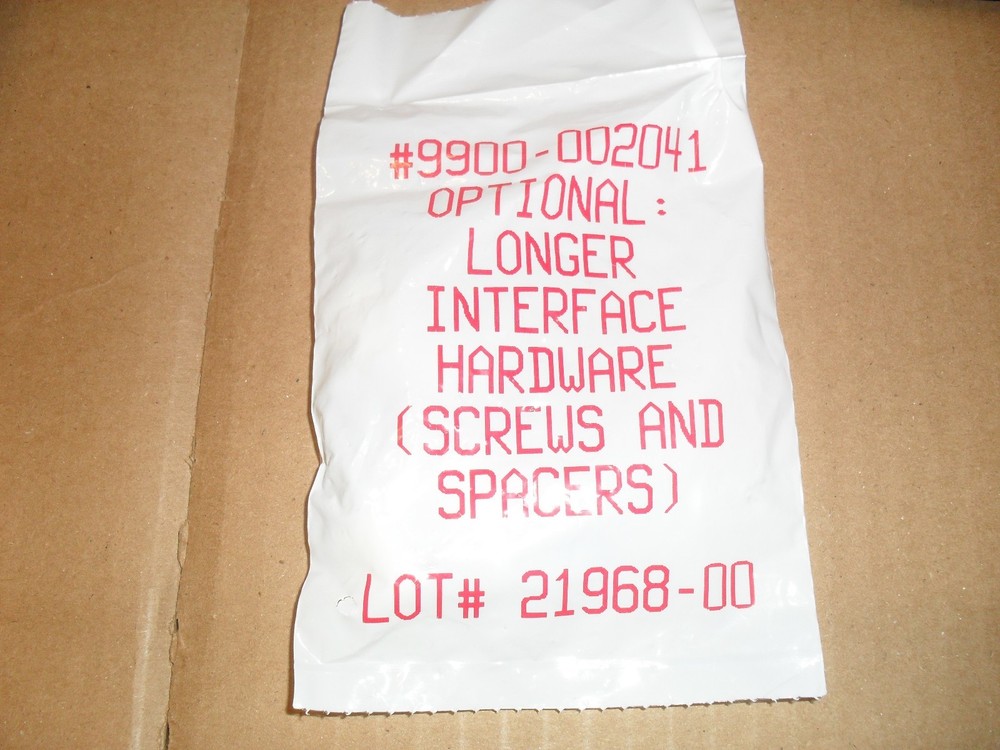 #9900-002041
OPTIONAL:
LONGER
INTERFACE
HARDWARE
(SCREWS AND
SPACERS)
LOT# 21968-00